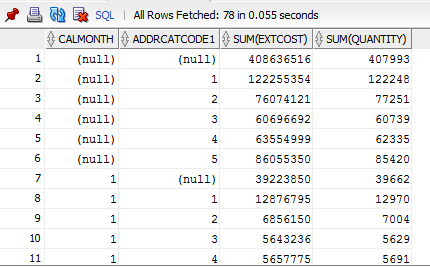 SQL | All Rows Fetched: 78 in 0.055 seconds
CALMONTH ADDRCATCODE1 SUM(EXTCOST) SUM(QUANTITY)
1 (null) (null) 408636516 407993
2 (null) 1 122255354 122248
3 (null) 2 76074121 77251
4 (null) 3 60696692 60739
5 (null) 4 63554999 62335
6 (null) 5 86055350 85420
7 1 (null) 39223850 39662
8 1 1 12876795 12970
9 1 2 6856150 7004
10 1 3 5643236 5629
11 1 4 5657775 5691